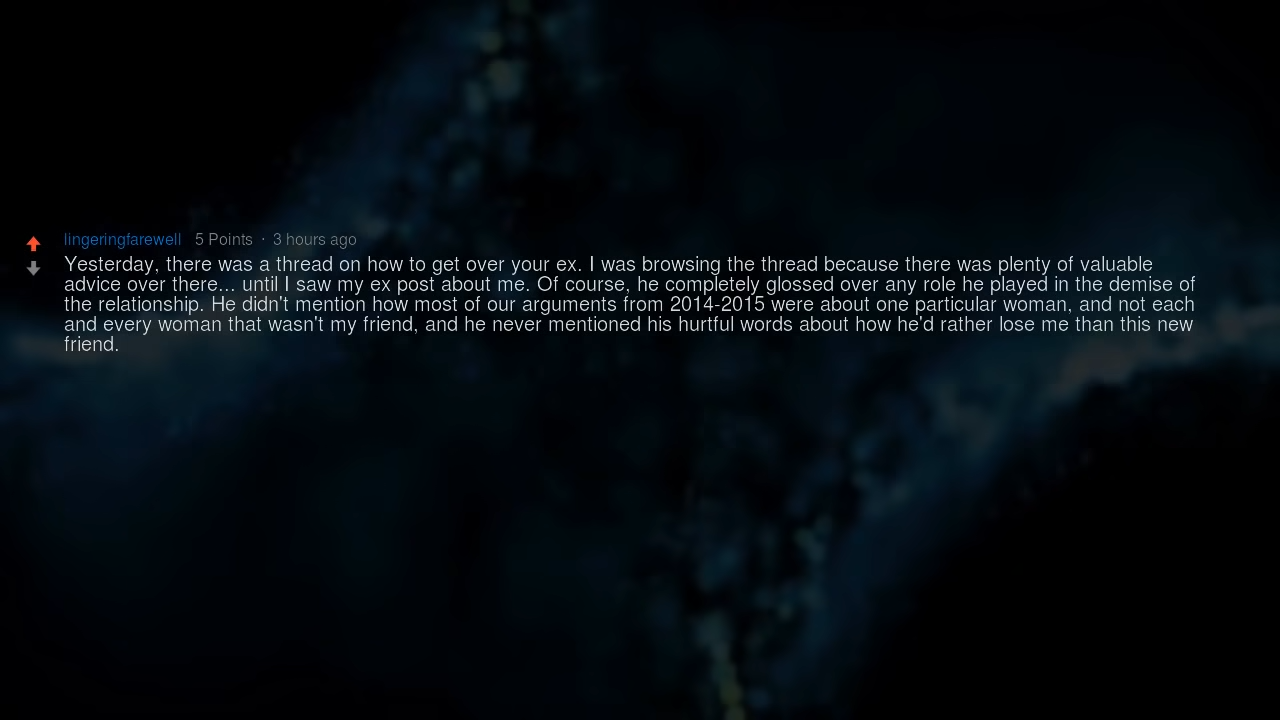 lingeringfarewell 5 Points · 3 hours ago
Yesterday, there was a thread on how to get over your ex. I was browsing the thread because there was plenty of valuable
advice over there... until I saw my ex post about me. Of course, he completely glossed over any role he played in the demise of
the relationship. He didn't mention how most of our arguments from 2014-2015 were about one particular woman, and not each
and every woman that wasn't my friend, and he never mentioned his hurtful words about how he'd rather lose me than this new
friend.